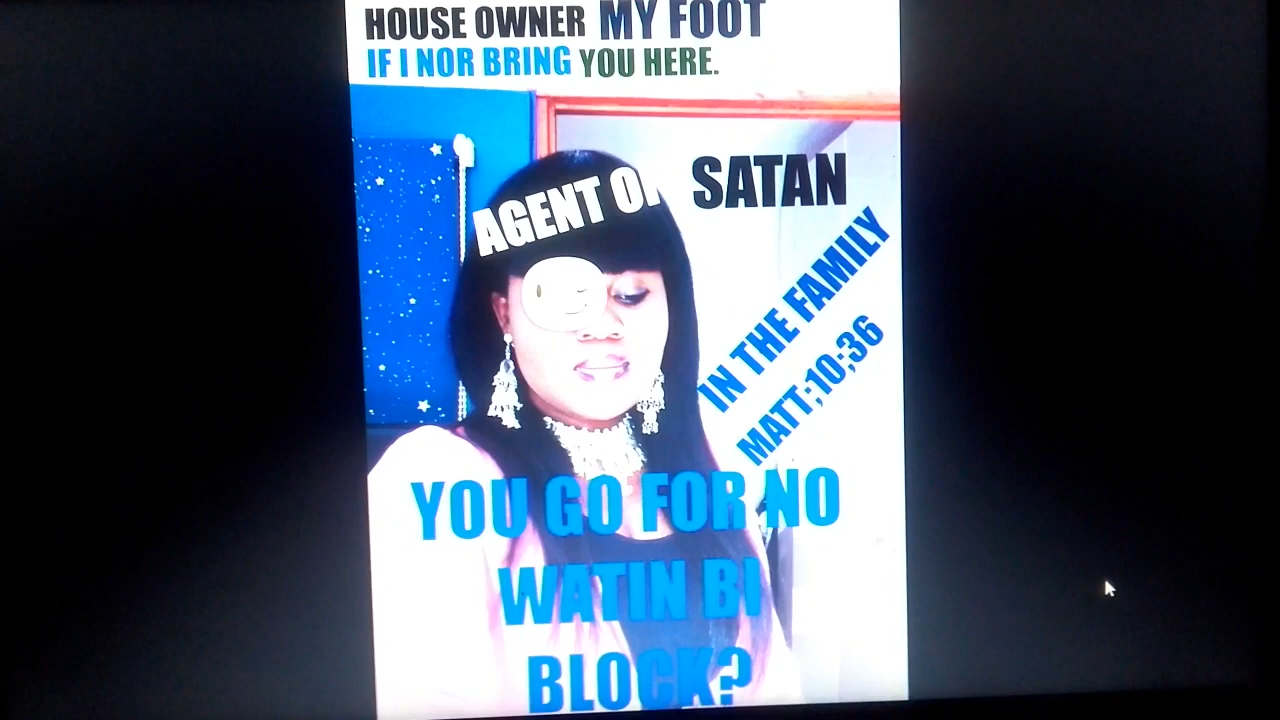 HOUSE OWNER MY FOOT
IF I NOR BRING YOU HERE.
AGENT OF SATAN
IN THE FAMILY
MATT;10;36
YOU GO FOR NO
WATIN BI
BLOCK?